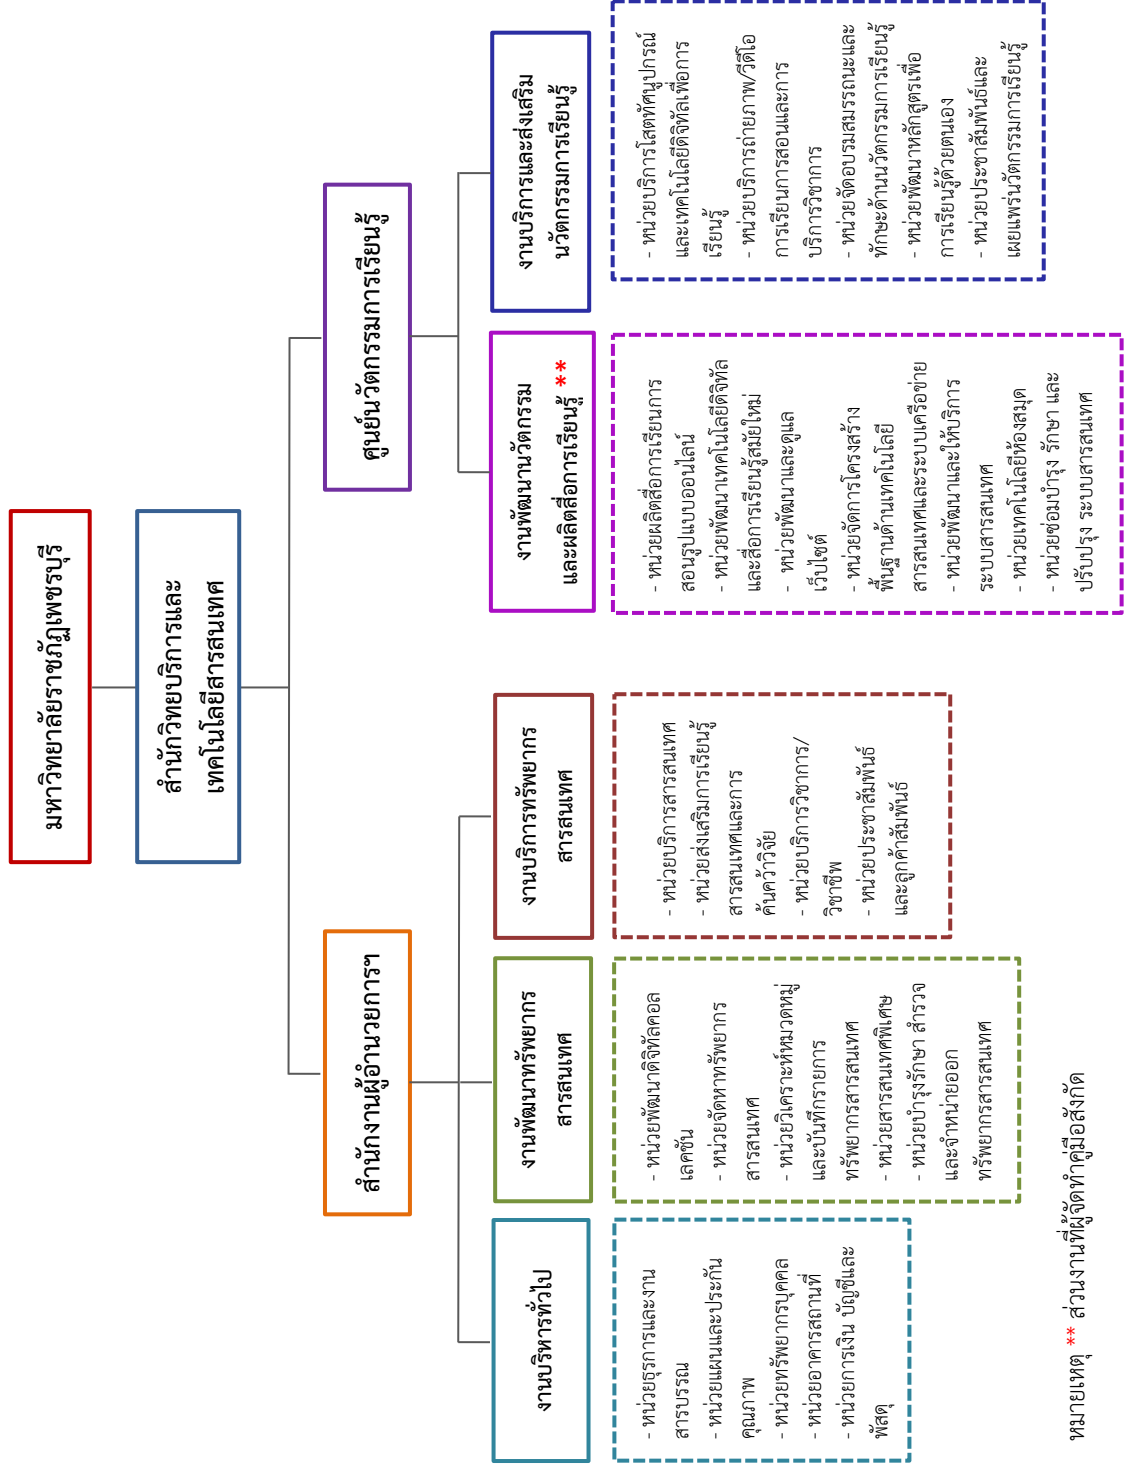 มหาวิทยาลัยราชภัฏเพชรบุรี
สำนักวิทยบริการและ
เทคโนโลยีสารสนเทศ
สำนักงานผู้อำนวยการฯ
ศูนย์นวัตกรรมการเรียนรู้
งานบริหารทั่วไป
งานพัฒนาทรัพยากร
สารสนเทศ
งานบริการทรัพยากร
สารสนเทศ
งานพัฒนานวัตกรรม
และผลิตสื่อการเรียนรู้ **
งานบริการและส่งเสริม
นวัตกรรมการเรียนรู้
- หน่วยธุรการและงาน
สารบรรณ
- หน่วยแผนและประกัน
คุณภาพ
- หน่วยทรัพยากรบุคคล
- หน่วยอาคารสถานที่
- หน่วยการเงิน บัญชีและ
พัสดุ
- หน่วยพัฒนาดิจิทัลคอล
เลคชัน
- หน่วยจัดหาทรัพยากร
สารสนเทศ
- หน่วยวิเคราะห์หมวดหมู่
และบันทึกรายการ
ทรัพยากรสารสนเทศ
- หน่วยสารสนเทศพิเศษ
- หน่วยบำรุงรักษา สำรวจ
และจำหน่ายออก
ทรัพยากรสารสนเทศ
- หน่วยบริการสารสนเทศ
- หน่วยส่งเสริมการเรียนรู้
สารสนเทศและการ
ค้นคว้าวิจัย
- หน่วยบริการวิชาการ/
วิชาชีพ
- หน่วยประชาสัมพันธ์
และลูกค้าสัมพันธ์
- หน่วยผลิตสื่อการเรียนการ
สอนรูปแบบออนไลน์
- หน่วยพัฒนาเทคโนโลยีดิจิทัล
และสื่อการเรียนรู้สมัยใหม่
- หน่วยพัฒนาและดูแล
เว็บไซต์
- หน่วยจัดการโครงสร้าง
พื้นฐานด้านเทคโนโลยี
สารสนเทศและระบบเครือข่าย
- หน่วยพัฒนาและให้บริการ
ระบบสารสนเทศ
- หน่วยเทคโนโลยีห้องสมุด
- หน่วยซ่อมบำรุง รักษา และ
ปรับปรุง ระบบสารสนเทศ
- หน่วยบริการโสตทัศนูปกรณ์
และเทคโนโลยีดิจิทัลเพื่อการ
เรียนรู้
- หน่วยบริการถ่ายภาพ/วีดีโอ
การเรียนการสอนและการ
บริการวิชาการ
- หน่วยจัดอบรมสมรรถนะและ
ทักษะด้านนวัตกรรมการเรียนรู้
- หน่วยพัฒนาหลักสูตรเพื่อ
การเรียนรู้ด้วยตนเอง
- หน่วยประชาสัมพันธ์และ
เผยแพร่นวัตกรรมการเรียนรู้
หมายเหตุ ** ส่วนงานที่ผู้จัดทำคู่มือสังกัด